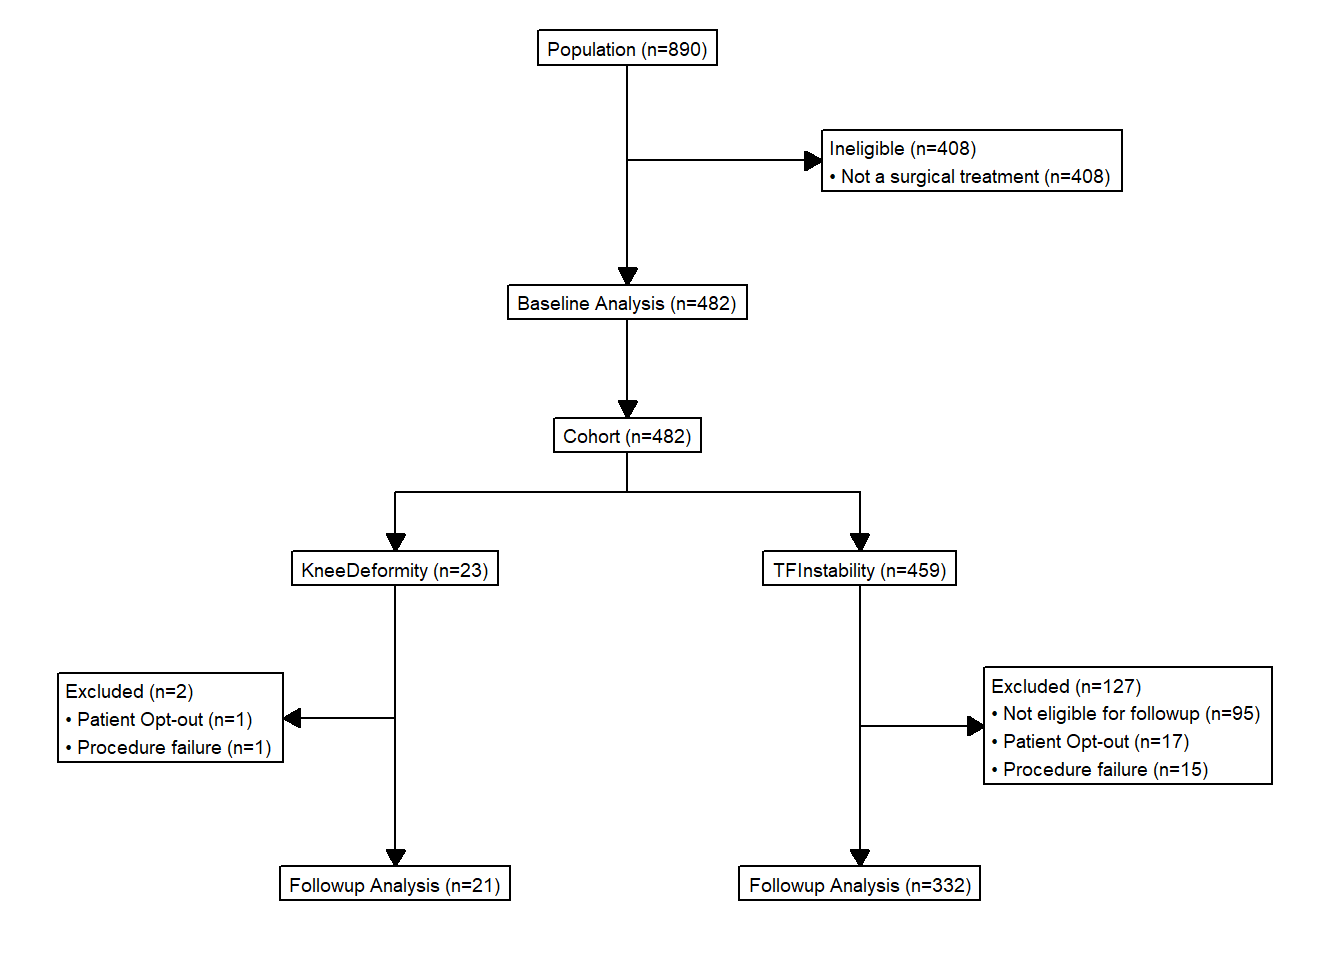 Population (n=890)
Ineligible (n=408)
• Not a surgical treatment (n=408)
Baseline Analysis (n=482)
Cohort (n=482)
KneeDeformity (n=23)
TFInstability (n=459)
Excluded (n=2)
• Patient Opt-out (n=1)
• Procedure failure (n=1)
Excluded (n=127)
• Not eligible for followup (n=95)
• Patient Opt-out (n=17)
• Procedure failure (n=15)
Followup Analysis (n=21)
Followup Analysis (n=332)